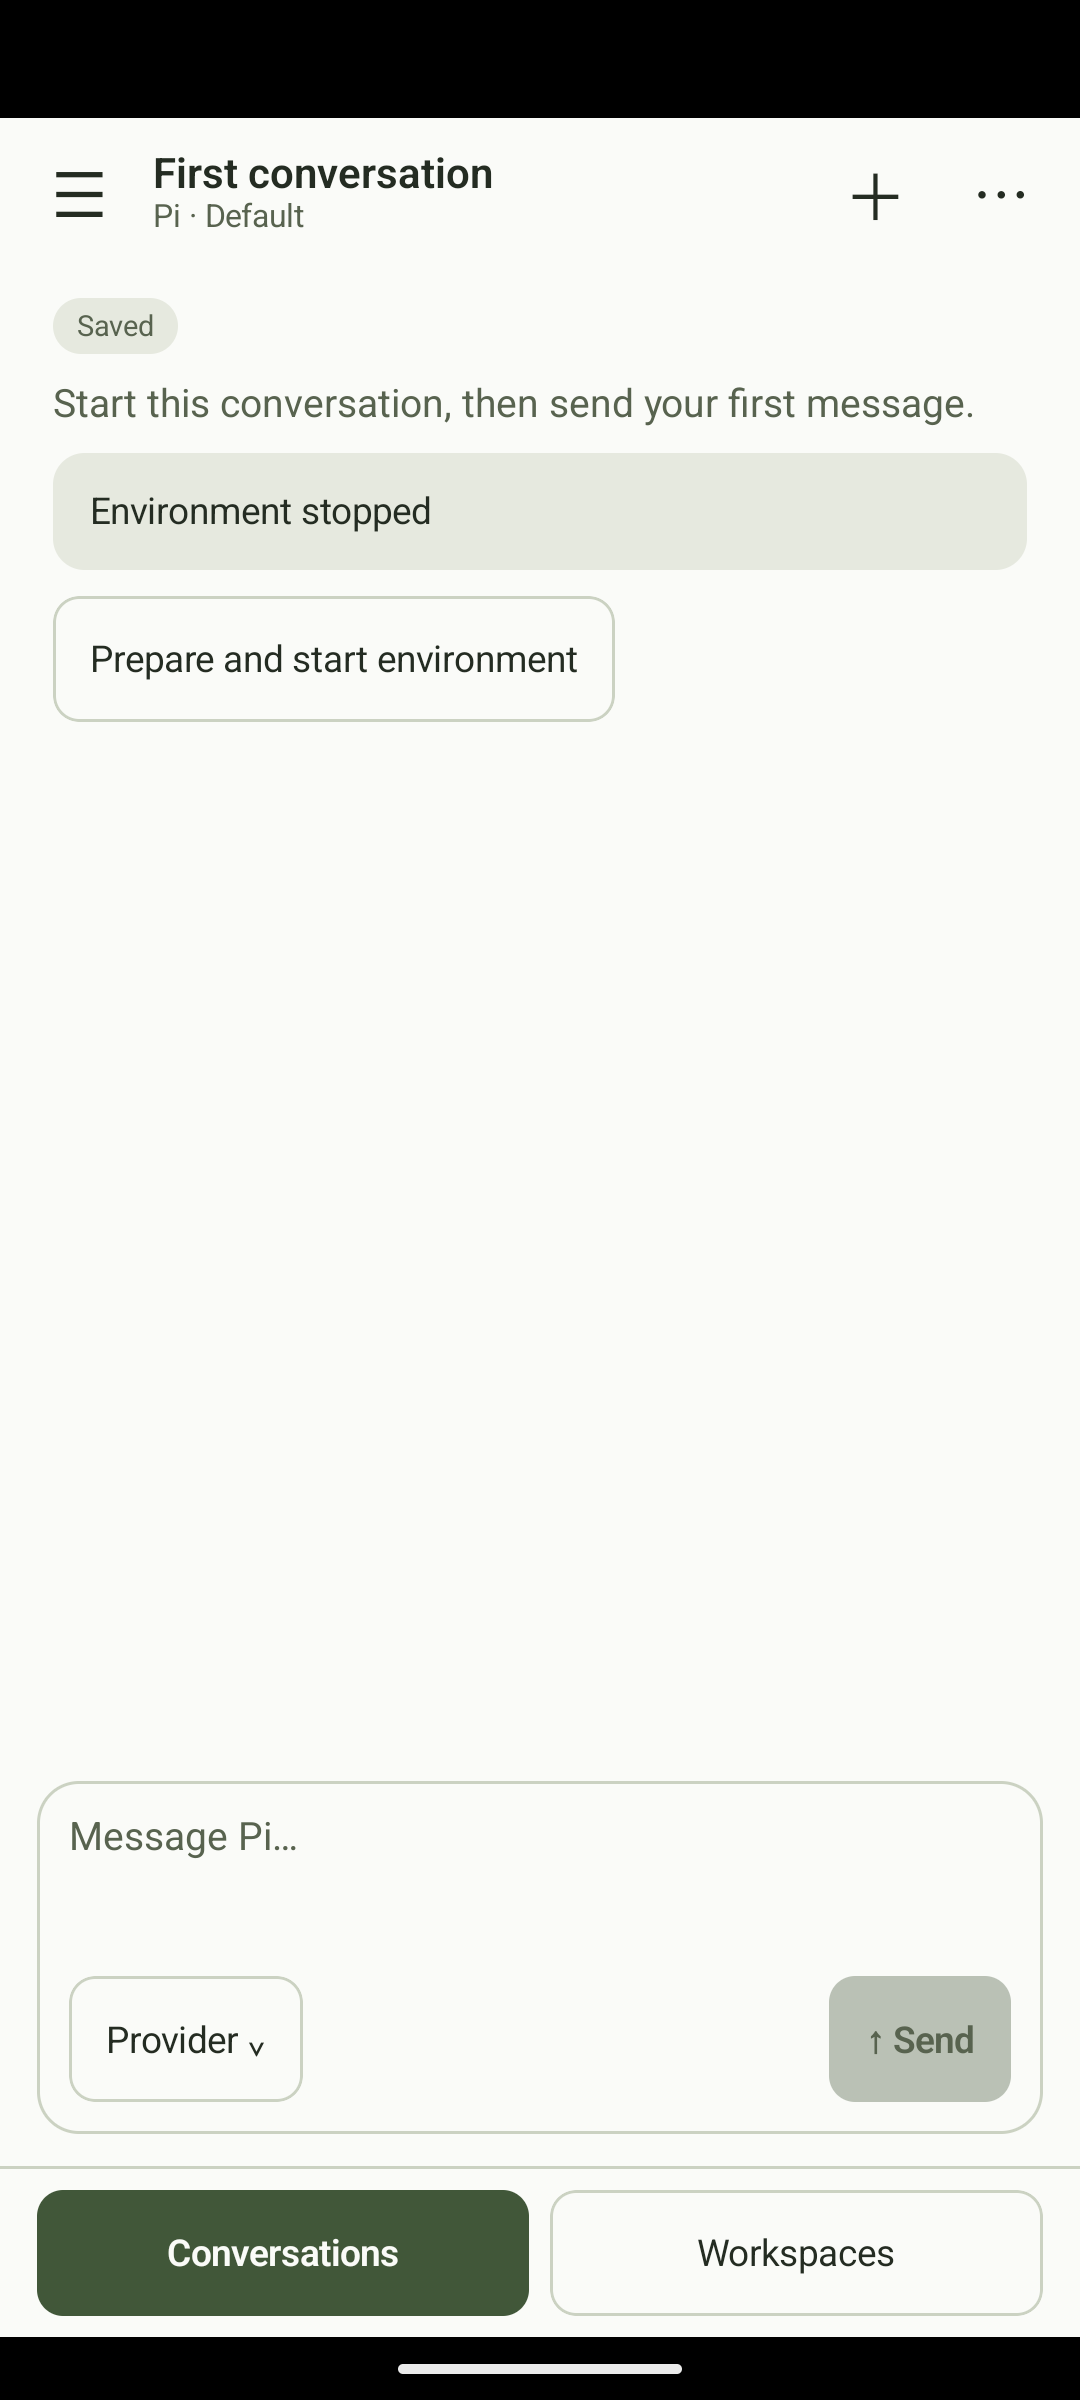 First conversation
Pi · Default
Saved
Start this conversation, then send your first message.
Environment stopped
Prepare and start environment
Message Pi…
Provider ˅
↑ Send
Conversations
Workspaces